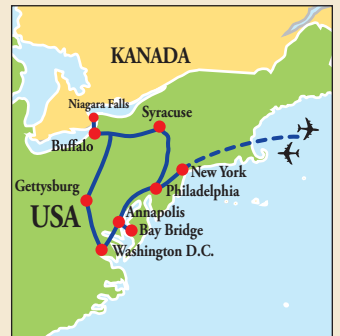 KANADA
Niagara Falls
Syracuse
Buffalo
New York
Gettysburg
Philadelphia
USA
Annapolis
Bay Bridge
Washington D.C.